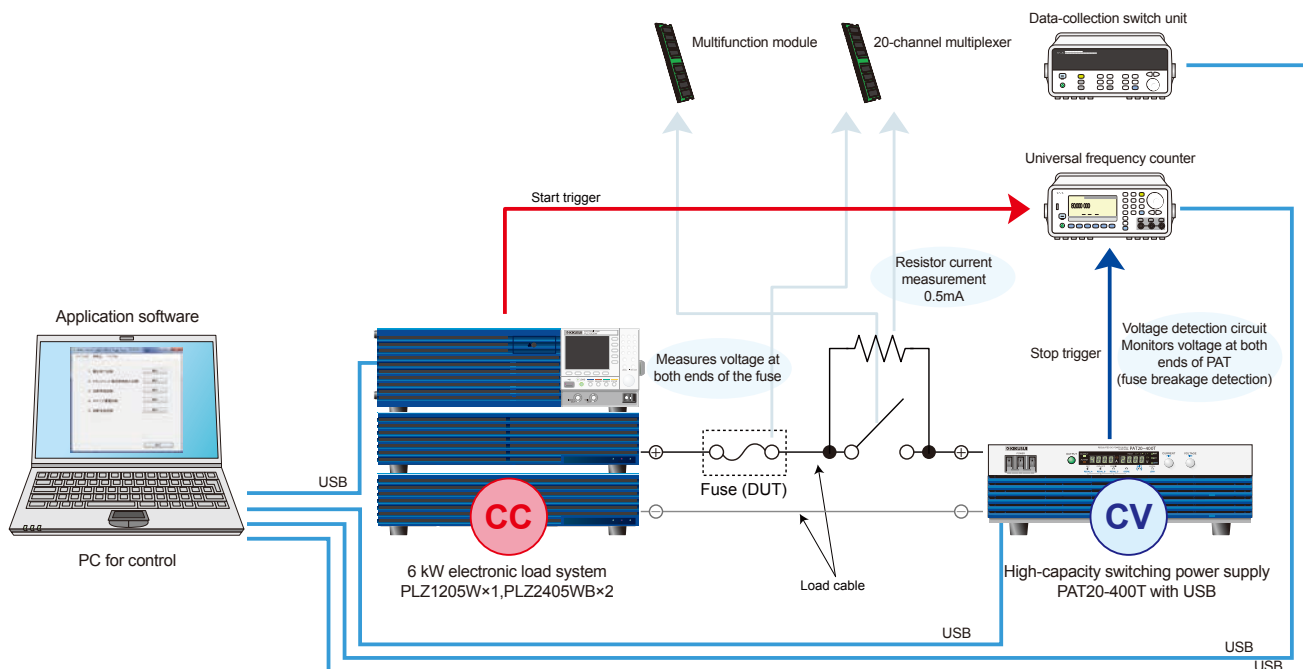 Data-collection switch unit
Multifunction module
20-channel multiplexer
Universal frequency counter
Start trigger
Resistor current
measurement
0.5mA
Application software
Measures voltage at
both ends of the fuse
Stop trigger
Voltage detection circuit
Monitors voltage at both
ends of PAT
(fuse breakage detection)
KIKUSUI
PAT20-400T
USB
Fuse (DUT)
CC
CV
PC for control
6 kW electronic load system
PLZ1205W×1,PLZ2405WB×2
Load cable
High-capacity switching power supply
PAT20-400T with USB
USB
USB
USB